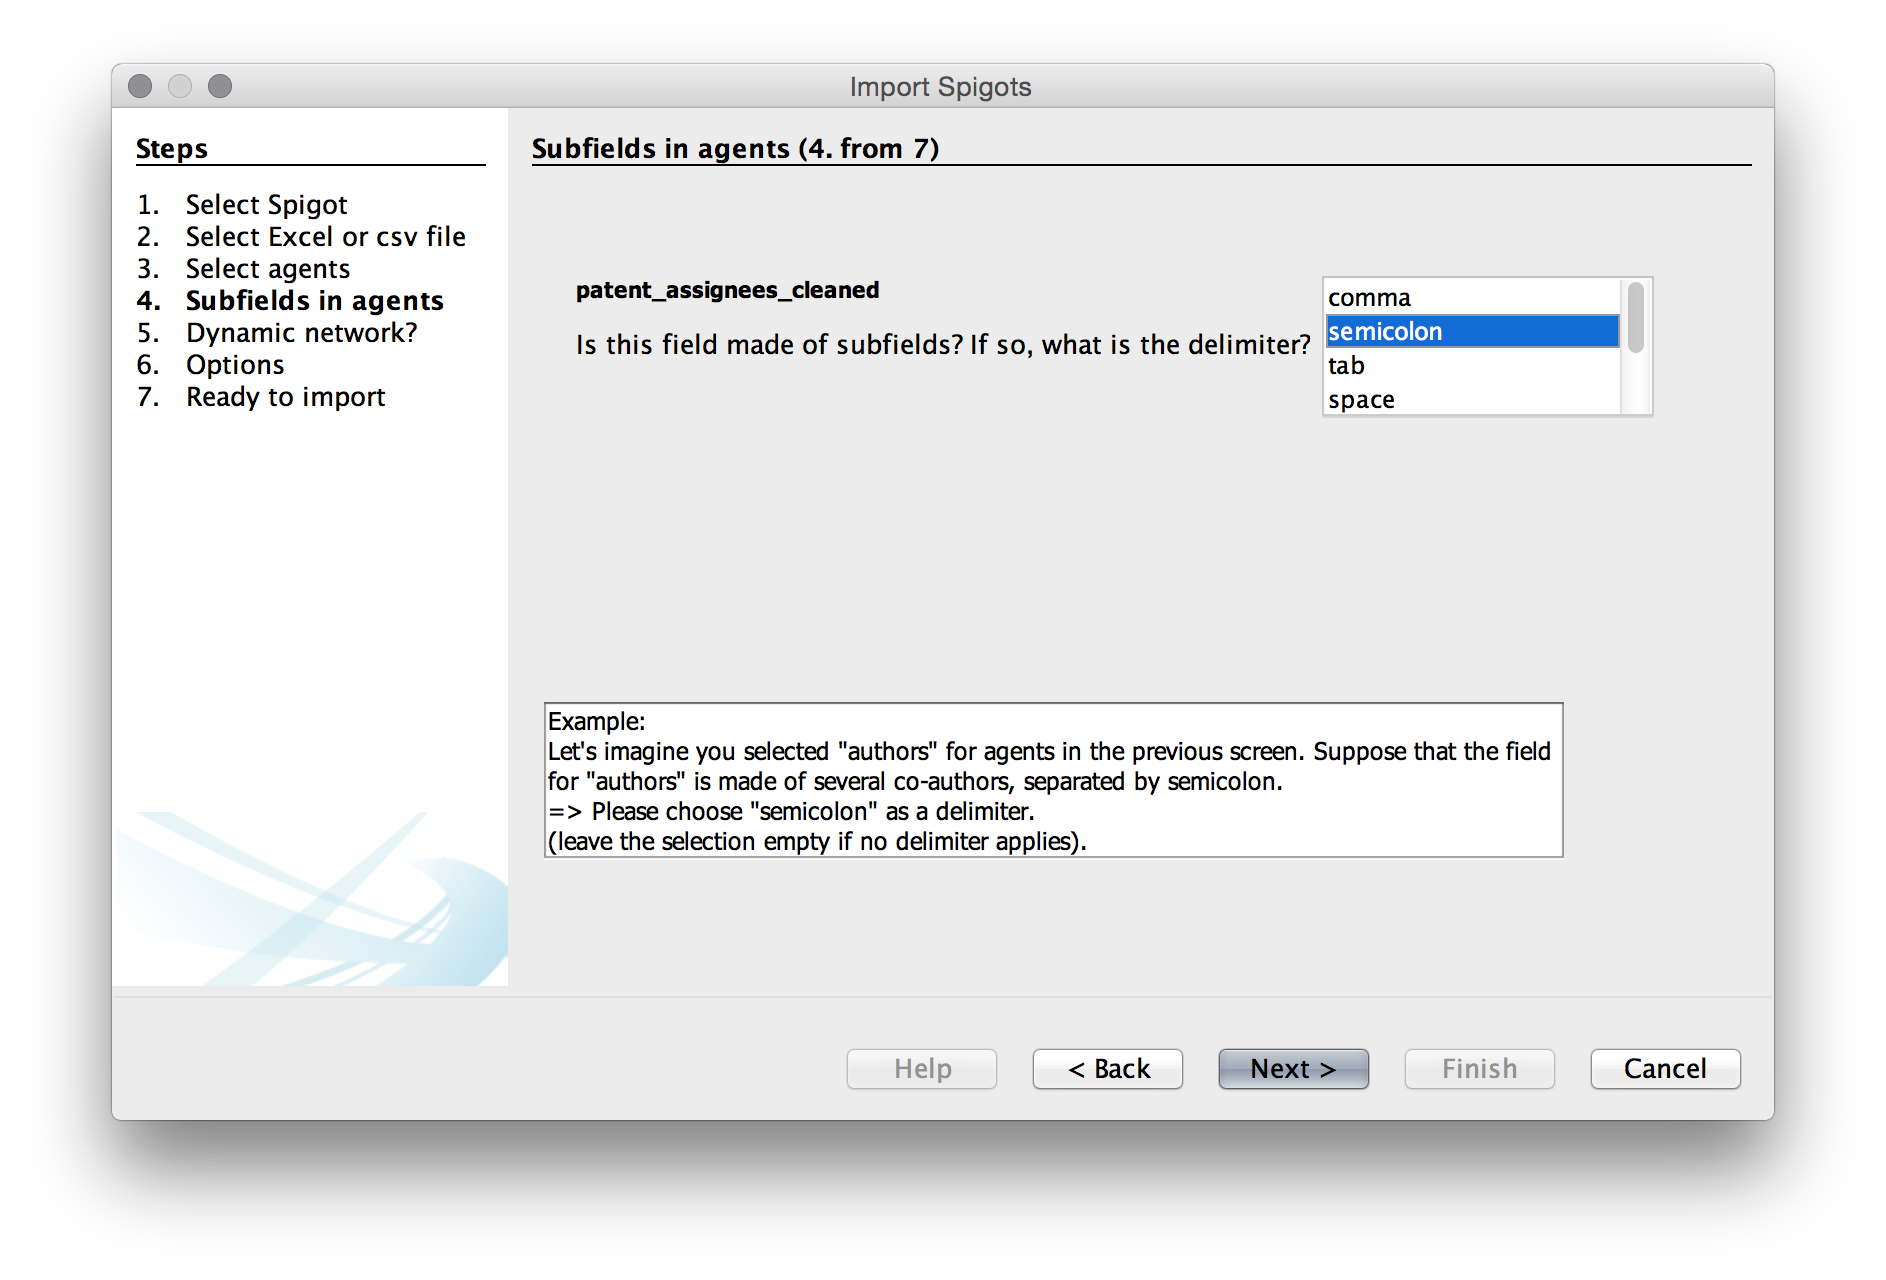 Import Spigots
Steps
1. Select Spigot
2. Select Excel or csv file
3. Select agents
4. Subfields in agents
5. Dynamic network?
6. Options
7. Ready to import
Subfields in agents (4. from 7)
patent_assignees_cleaned
Is this field made of subfields? If so, what is the delimiter?
comma
semicolon
tab
space
Example:
Let's imagine you selected "authors" for agents in the previous screen. Suppose that the field
for "authors" is made of several co-authors, separated by semicolon.
=> Please choose "semicolon" as a delimiter.
(leave the selection empty if no delimiter applies).
Help
< Back
Next >
Finish
Cancel